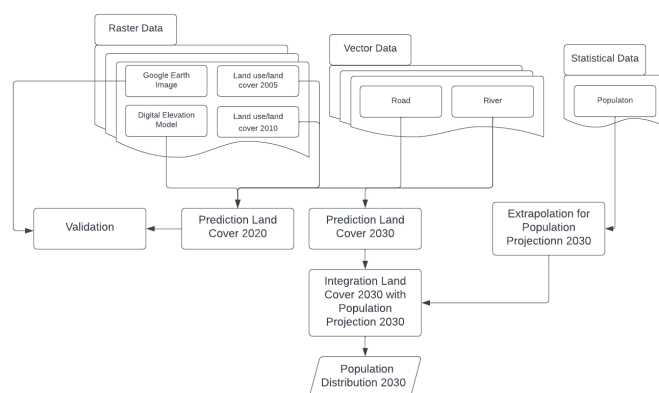 Raster Data
Vector Data
Statistical Data
Google Earth
Image
Land use/land
cover 2005
Digital Elevation
Model
Land use/land
cover 2010
Road
River
Populaton
Validation
Prediction Land
Cover 2020
Prediction Land
Cover 2030
Extrapolation for
Population
Projectionn 2030
Integration Land
Cover 2030 with
Population
Projection 2030
Population
Distribution 2030